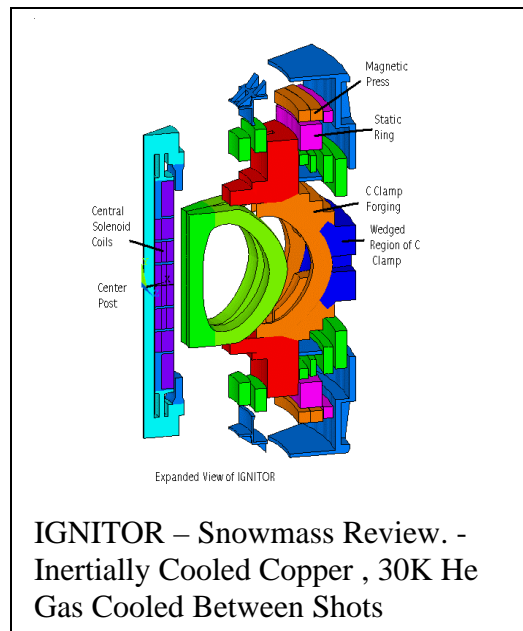 Magnetic
Press
Static
Ring
C Clamp
Forging
Central
Solenoid
Coils
Wedged
Region of C
Clamp
Center
Post
Expanded View of IGNITOR
IGNITOR – Snowmass Review. -
Inertially Cooled Copper , 30K He
Gas Cooled Between Shots